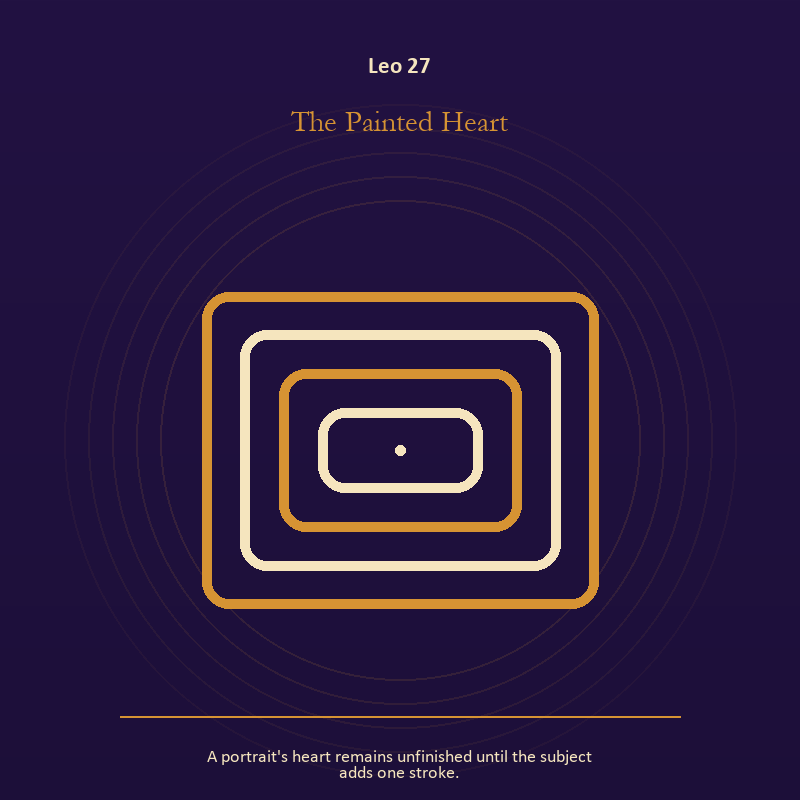 Leo 27
The Painted Heart
A portrait's heart remains unfinished until the subject
adds one stroke.